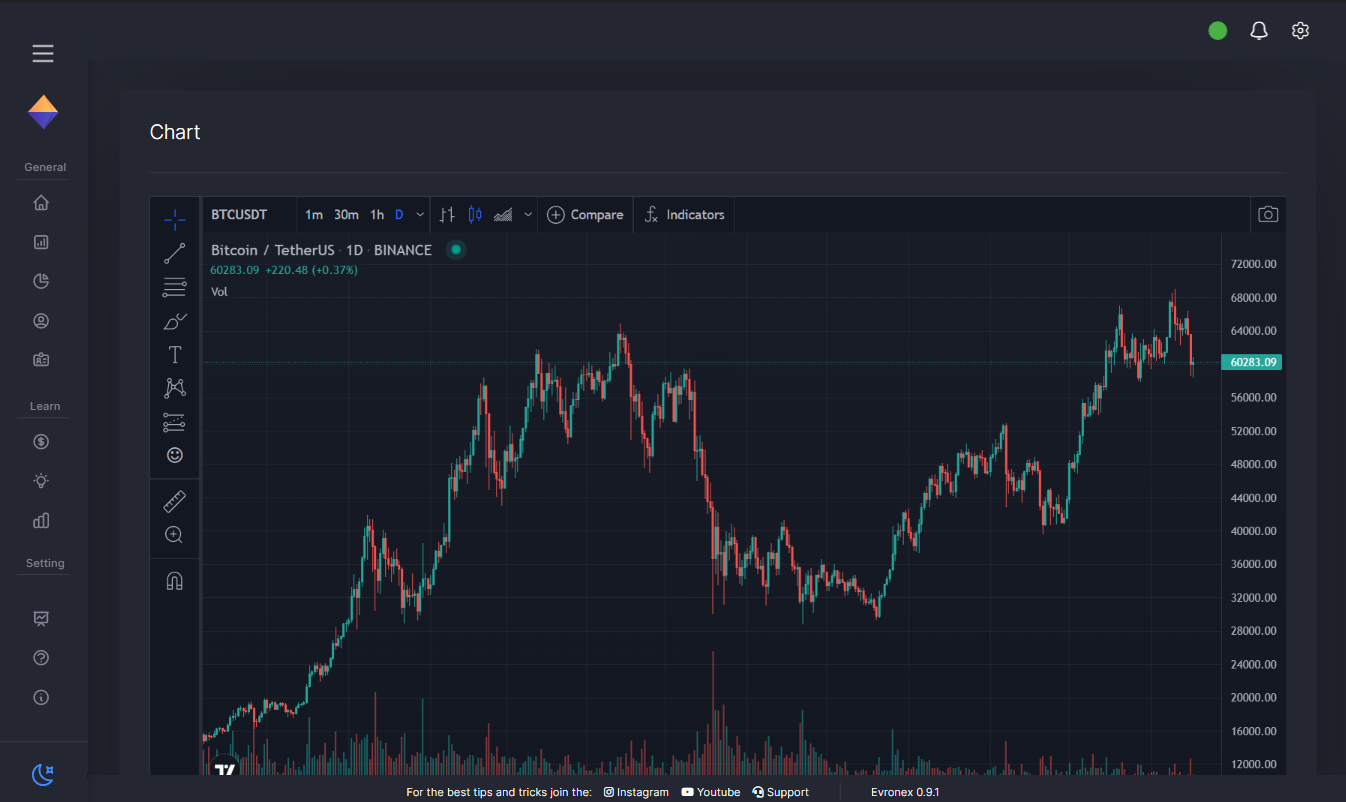 Chart
General
Learn
Setting
BTCUSDT 1m 30m 1h D Compare Indicators
Bitcoin / TetherUS · 1D · BINANCE
60283.09 +220.48 (+0.37%)
Vol
72000.00
68000.00
64000.00
60283.09
56000.00
52000.00
48000.00
44000.00
40000.00
36000.00
32000.00
28000.00
24000.00
20000.00
16000.00
12000.00
For the best tips and tricks join the: Instagram Youtube Support Evronex 0.9.1